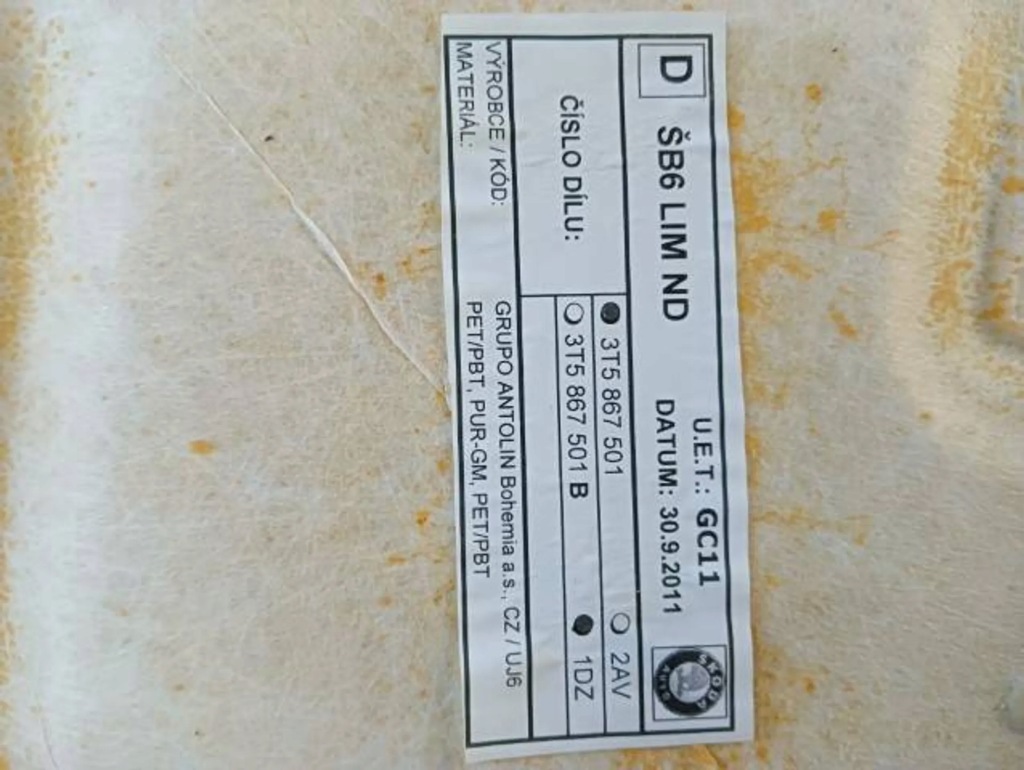 D ŠB6 LIM ND
U.E.T.: GC11
DATUM: 30.9.2011
ŠKODA AUTO
ČÍSLO DÍLU:
● 3T5 867 501 ○ 2AV
○ 3T5 867 501 B ● 1DZ
VÝROBCE / KÓD: GRUPO ANTOLIN Bohemia a.s., CZ / UJ6
MATERIÁL: PET/PBT, PUR-GM, PET/PBT